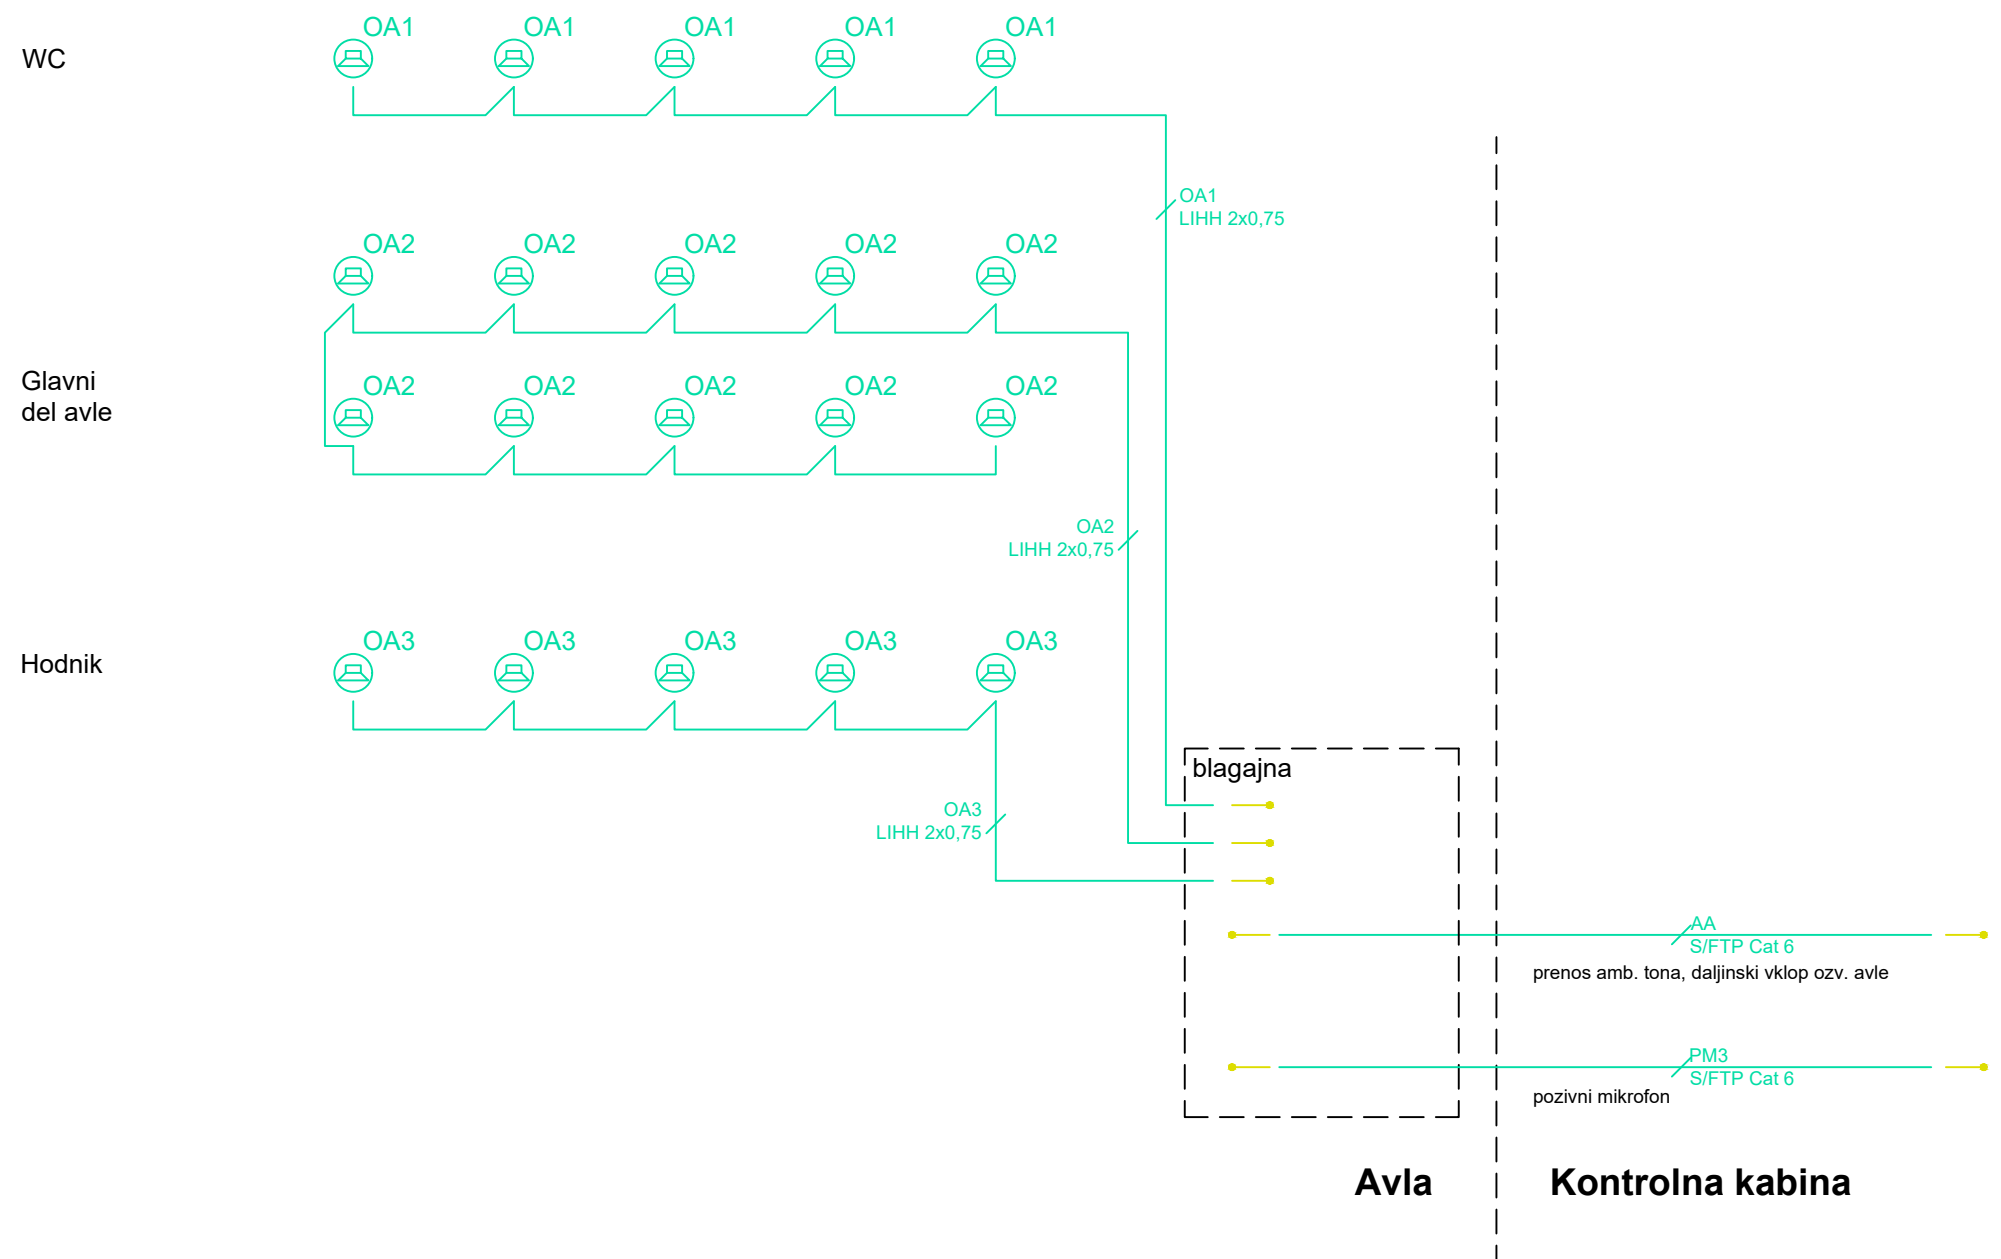 WC
OA1 OA1 OA1 OA1 OA1
OA1
LIHH 2x0,75
OA2 OA2 OA2 OA2 OA2
Glavni
del avle
OA2 OA2 OA2 OA2 OA2
OA2
LIHH 2x0,75
Hodnik
OA3 OA3 OA3 OA3 OA3
OA3
LIHH 2x0,75
blagajna
AA
S/FTP Cat 6
prenos amb. tona, daljinski vklop ozv. avle
PM3
S/FTP Cat 6
pozivni mikrofon
Avla
Kontrolna kabina